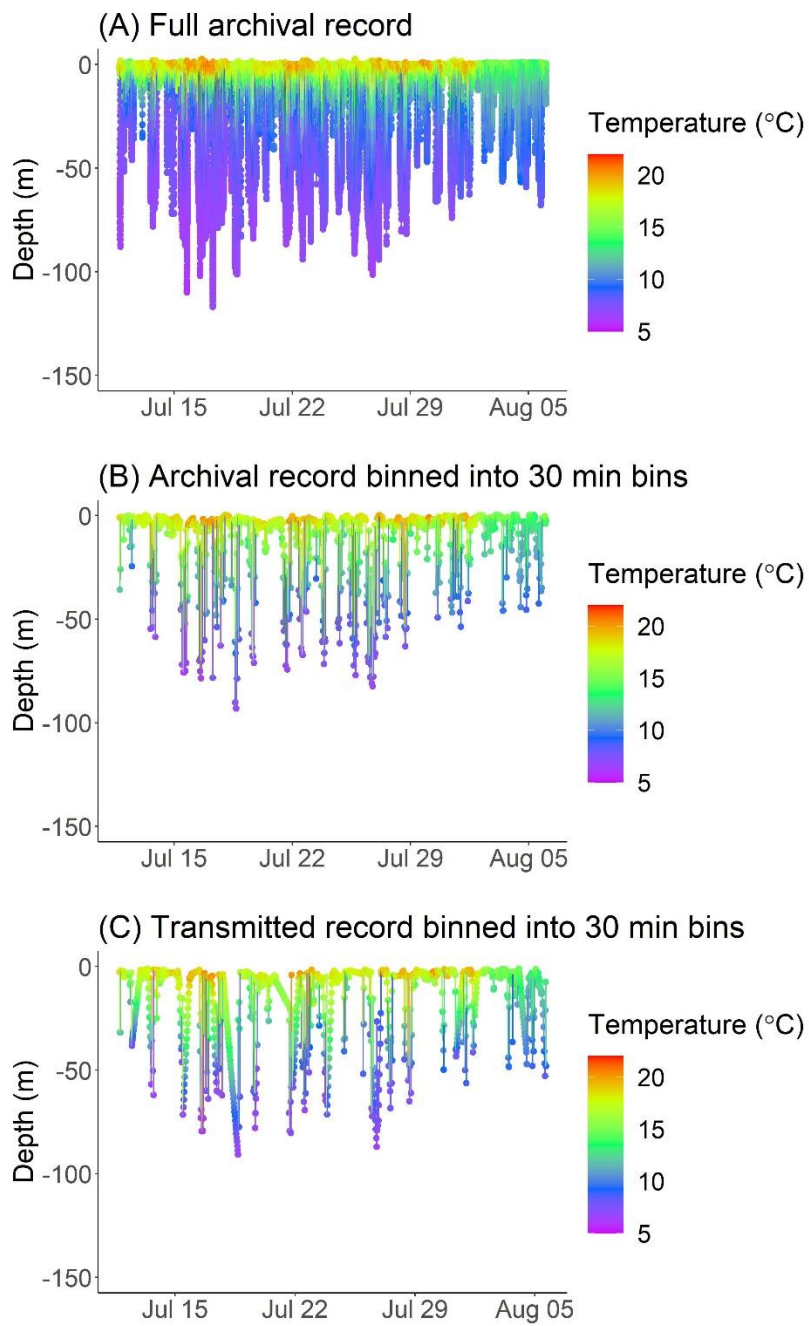 (A) Full archival record
0
-50
-100
-150
Depth (m)
Jul 15 Jul 22 Jul 29 Aug 05
Temperature (°C)
20
15
10
5
(B) Archival record binned into 30 min bins
0
-50
-100
-150
Depth (m)
Jul 15 Jul 22 Jul 29 Aug 05
Temperature (°C)
20
15
10
5
(C) Transmitted record binned into 30 min bins
0
-50
-100
-150
Depth (m)
Jul 15 Jul 22 Jul 29 Aug 05
Temperature (°C)
20
15
10
5